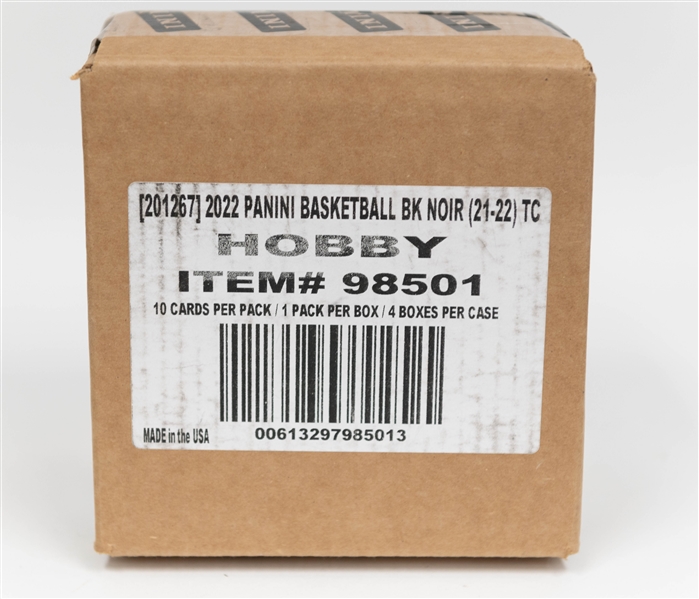 [201267] 2022 PANINI BASKETBALL BK NOIR (21-22) TC
HOBBY
ITEM# 98501
10 CARDS PER PACK / 1 PACK PER BOX / 4 BOXES PER CASE
MADE in the USA
00613297985013